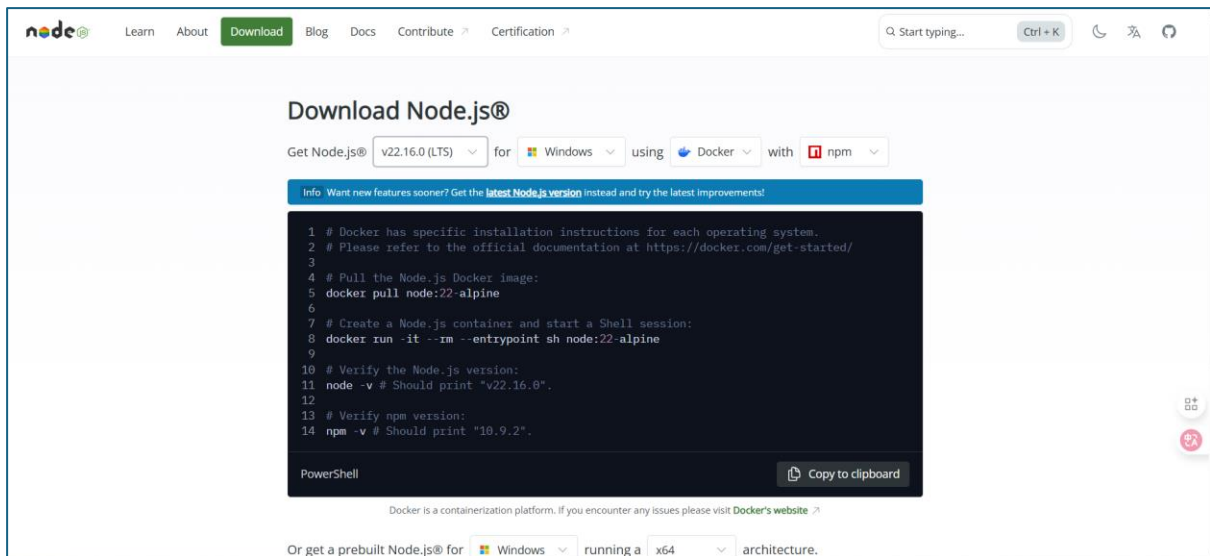 node JS Learn About Download Blog Docs Contribute Certification Start typing... Ctrl + K
Download Node.js®
Get Node.js® v22.16.0 (LTS) for Windows using Docker with npm
Info Want new features sooner? Get the latest Node.js version instead and try the latest improvements!
1 # Docker has specific installation instructions for each operating system.
2 # Please refer to the official documentation at https://docker.com/get-started/
3
4 # Pull the Node.js Docker image:
5 docker pull node:22-alpine
6
7 # Create a Node.js container and start a Shell session:
8 docker run -it --rm --entrypoint sh node:22-alpine
9
10 # Verify the Node.js version:
11 node -v # Should print "v22.16.0".
12
13 # Verify npm version:
14 npm -v # Should print "10.9.2".
PowerShell Copy to clipboard
Docker is a containerization platform. If you encounter any issues please visit Docker's website
Or get a prebuilt Node.js® for Windows running a x64 architecture.